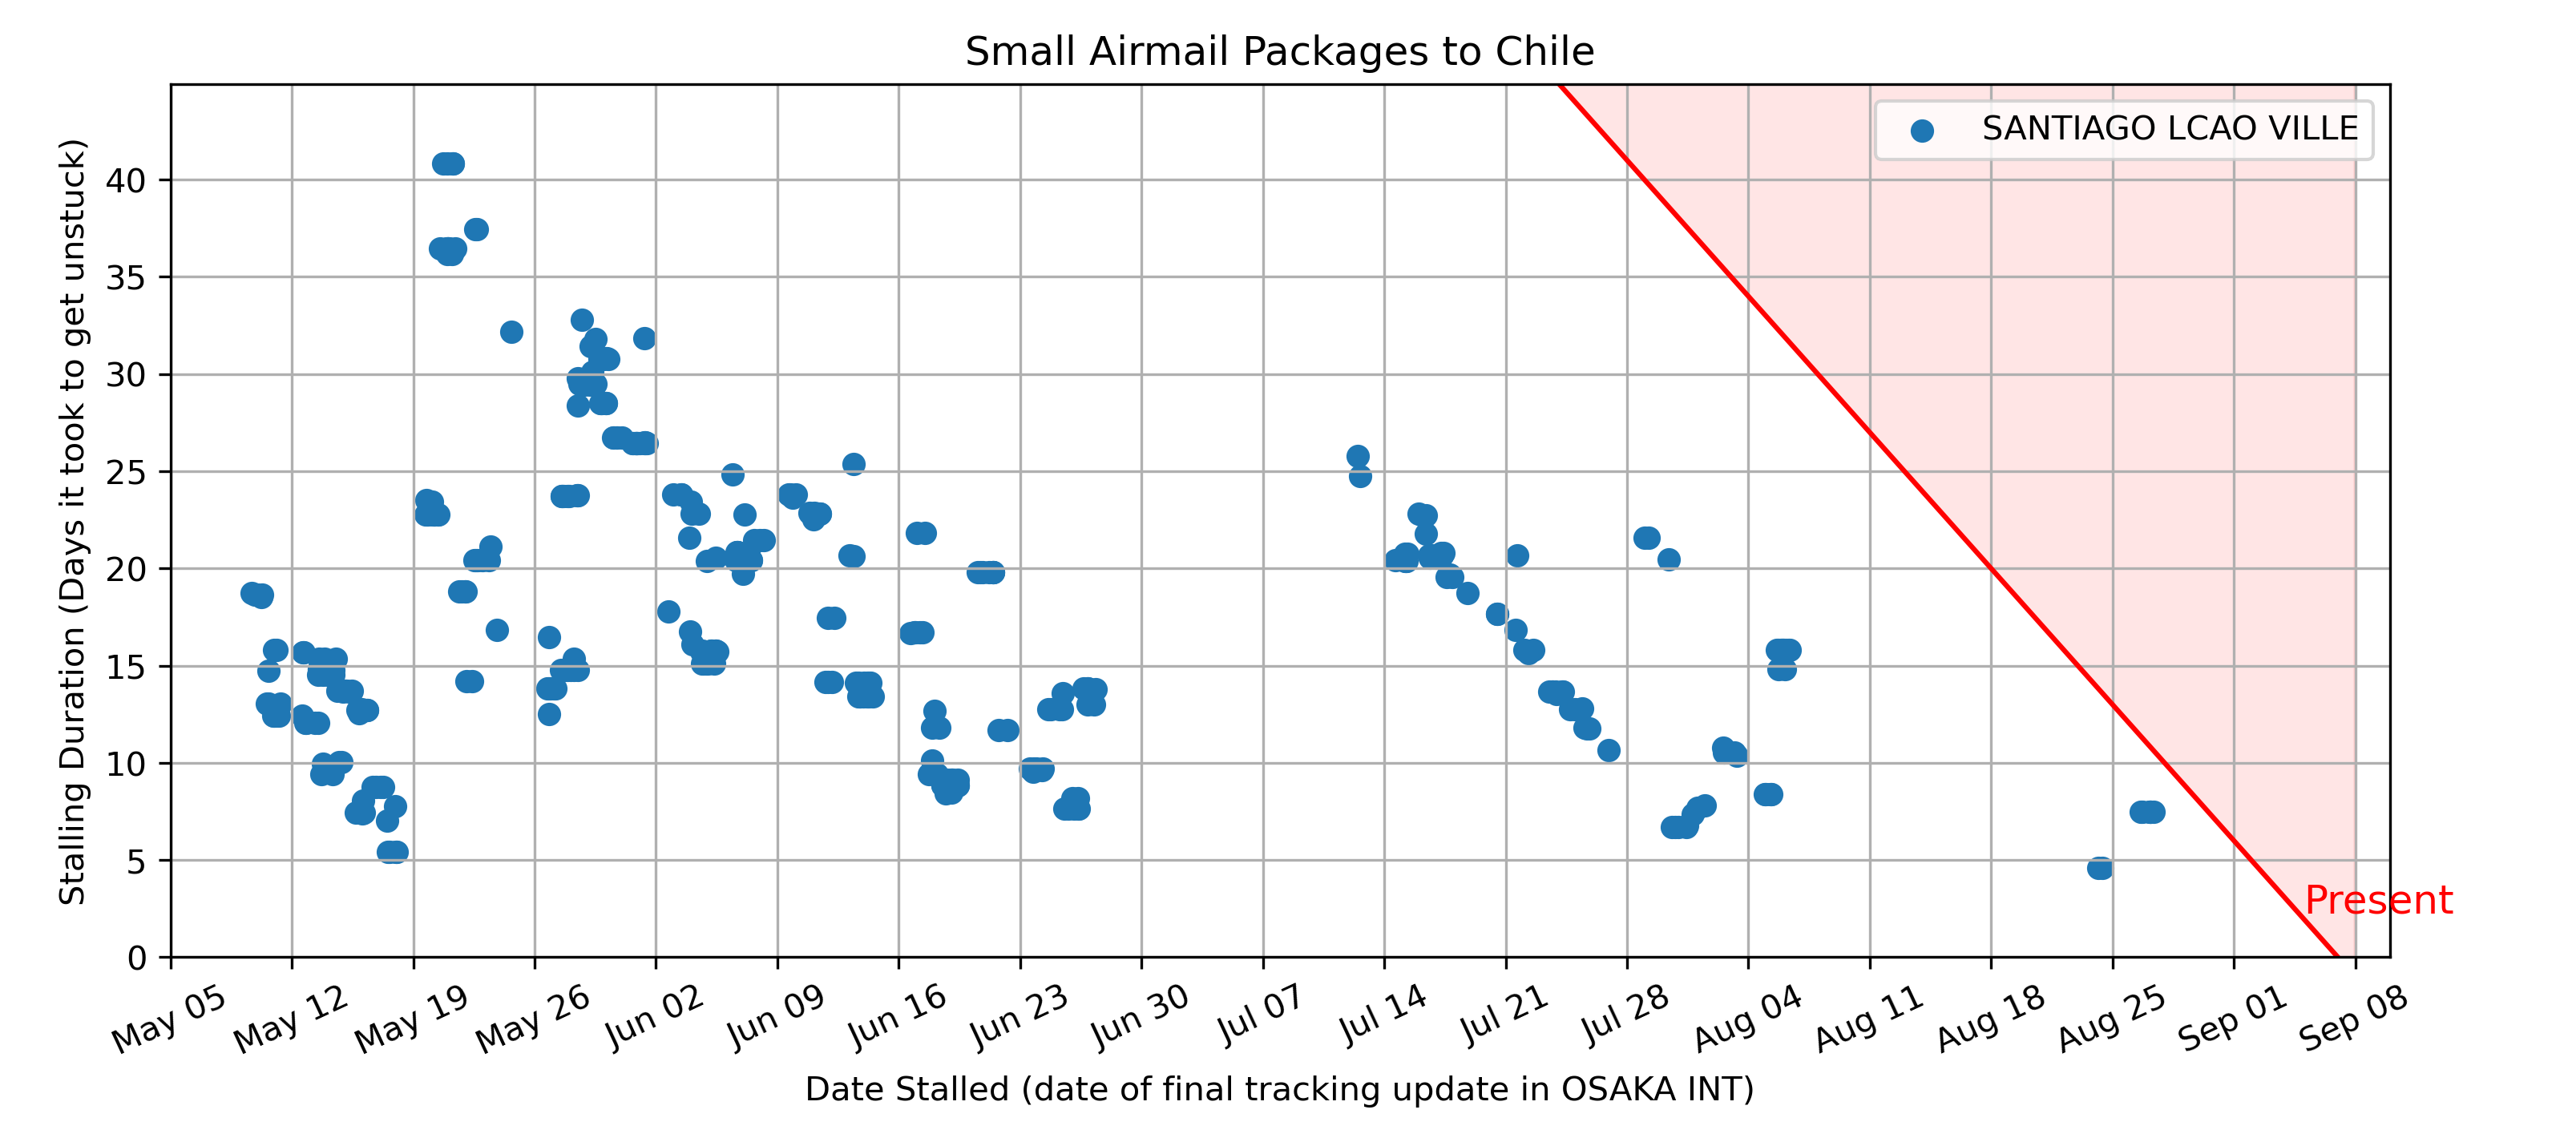 Small Airmail Packages to Chile
SANTIAGO LCAO VILLE
Stalling Duration (Days it took to get unstuck)
40
35
30
25
20
15
10
5
0
Present
May 05
May 12
May 19
May 26
Jun 02
Jun 09
Jun 16
Jun 23
Jun 30
Jul 07
Jul 14
Jul 21
Jul 28
Aug 04
Aug 11
Aug 18
Aug 25
Sep 01
Sep 08
Date Stalled (date of final tracking update in OSAKA INT)